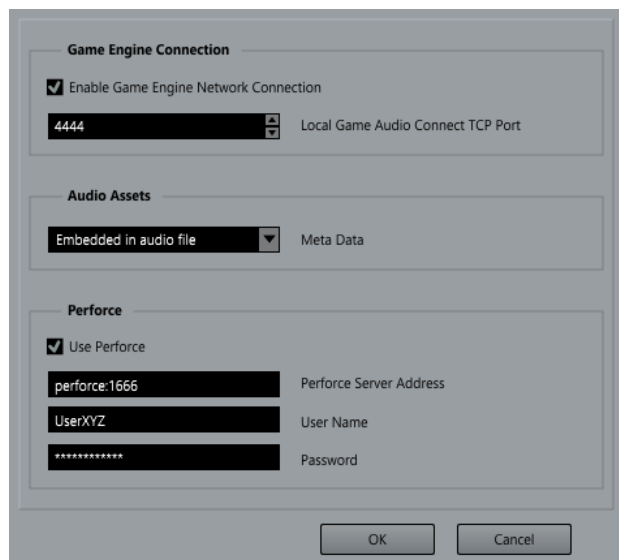 Game Engine Connection
Enable Game Engine Network Connection
4444 Local Game Audio Connect TCP Port
Audio Assets
Embedded in audio file Meta Data
Perforce
Use Perforce
perforce:1666 Perforce Server Address
UserXYZ User Name
************ Password
OK Cancel